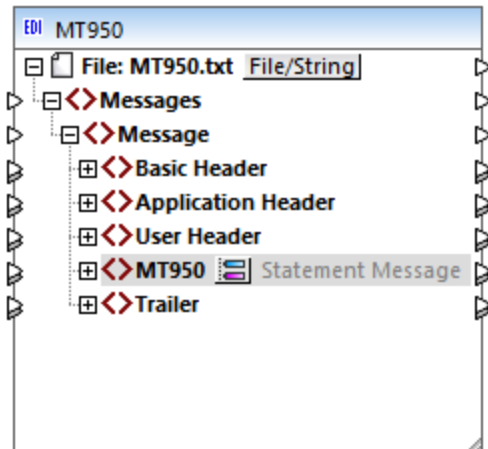 EDI MT950
File: MT950.txt File/String
Messages
Message
Basic Header
Application Header
User Header
MT950 Statement Message
Trailer